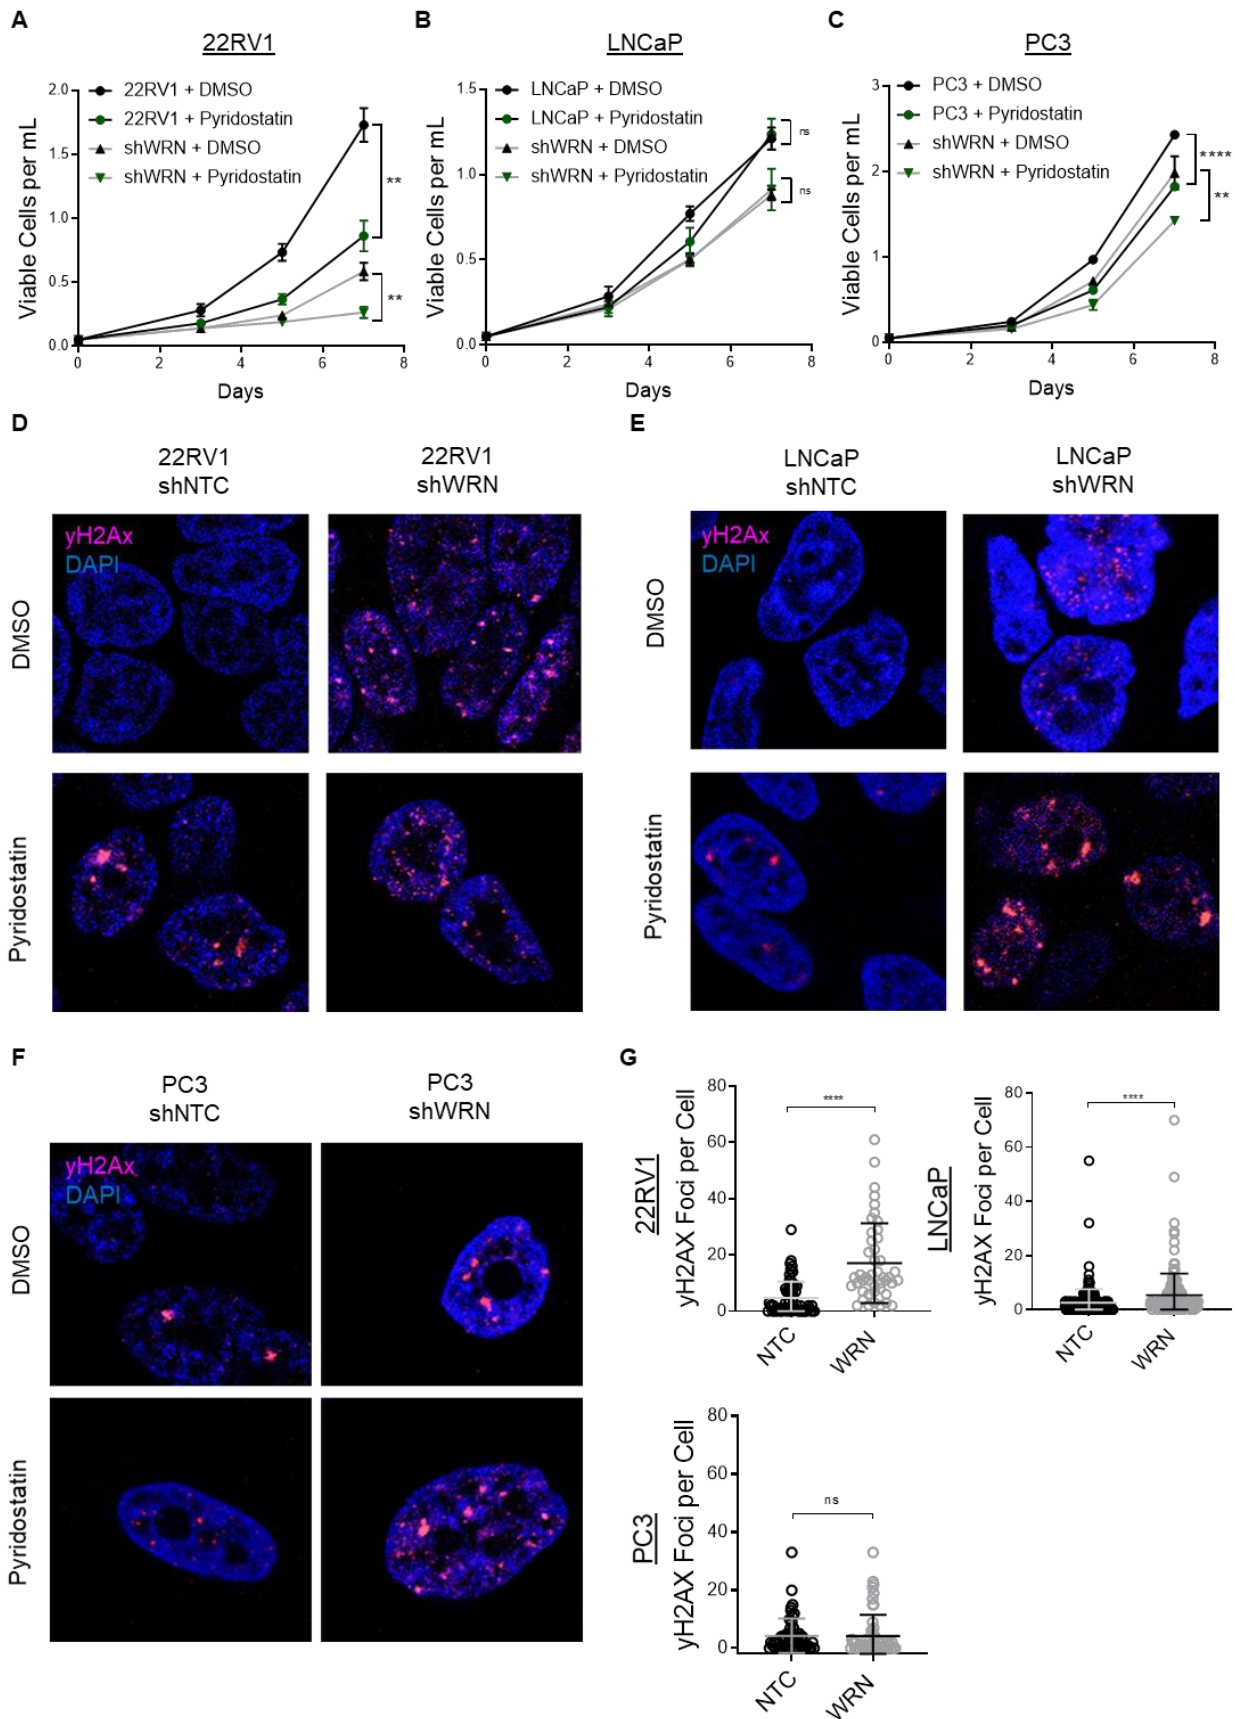 A
22RV1
Viable Cells per mL
2.0
1.5
1.0
0.5
0.0
22RV1 + DMSO
22RV1 + Pyridostatin
shWRN + DMSO
shWRN + Pyridostatin
**
**
0 2 4 6 8
Days
B
LNCaP
Viable Cells per mL
1.5
1.0
0.5
0.0
LNCaP + DMSO
LNCaP + Pyridostatin
shWRN + DMSO
shWRN + Pyridostatin
ns
ns
0 2 4 6 8
Days
C
PC3
Viable Cells per mL
3
2
1
0
PC3 + DMSO
PC3 + Pyridostatin
shWRN + DMSO
shWRN + Pyridostatin
****
**
0 2 4 6 8
Days
D
22RV1
shNTC
22RV1
shWRN
DMSO
yH2Ax
DAPI
Pyridostatin
E
LNCaP
shNTC
LNCaP
shWRN
DMSO
yH2Ax
DAPI
Pyridostatin
F
PC3
shNTC
PC3
shWRN
DMSO
yH2Ax
DAPI
Pyridostatin
G
22RV1
yH2AX Foci per Cell
80
60
40
20
0
****
NTC
WRN
LNCaP
yH2AX Foci per Cell
80
60
40
20
0
****
NTC
WRN
PC3
yH2AX Foci per Cell
80
60
40
20
0
ns
NTC
WRN